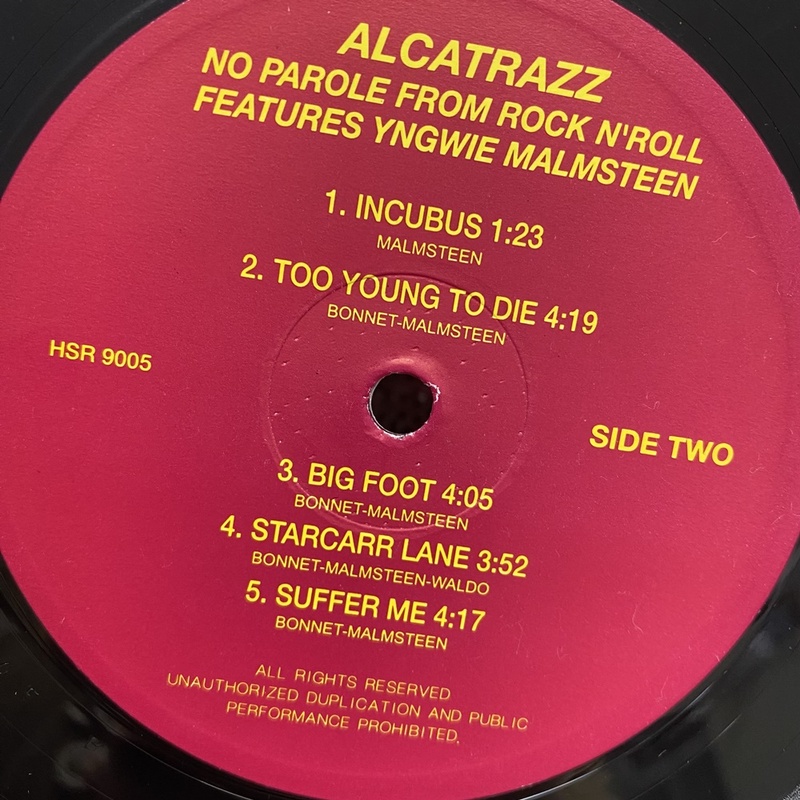 ALCATRAZZ
NO PAROLE FROM ROCK N'ROLL
FEATURES YNGWIE MALMSTEEN
1. INCUBUS 1:23
MALMSTEEN
2. TOO YOUNG TO DIE 4:19
BONNET-MALMSTEEN
HSR 9005
SIDE TWO
3. BIG FOOT 4:05
BONNET-MALMSTEEN
4. STARCARR LANE 3:52
BONNET-MALMSTEEN-WALDO
5. SUFFER ME 4:17
BONNET-MALMSTEEN
ALL RIGHTS RESERVED
UNAUTHORIZED DUPLICATION AND PUBLIC
PERFORMANCE PROHIBITED.